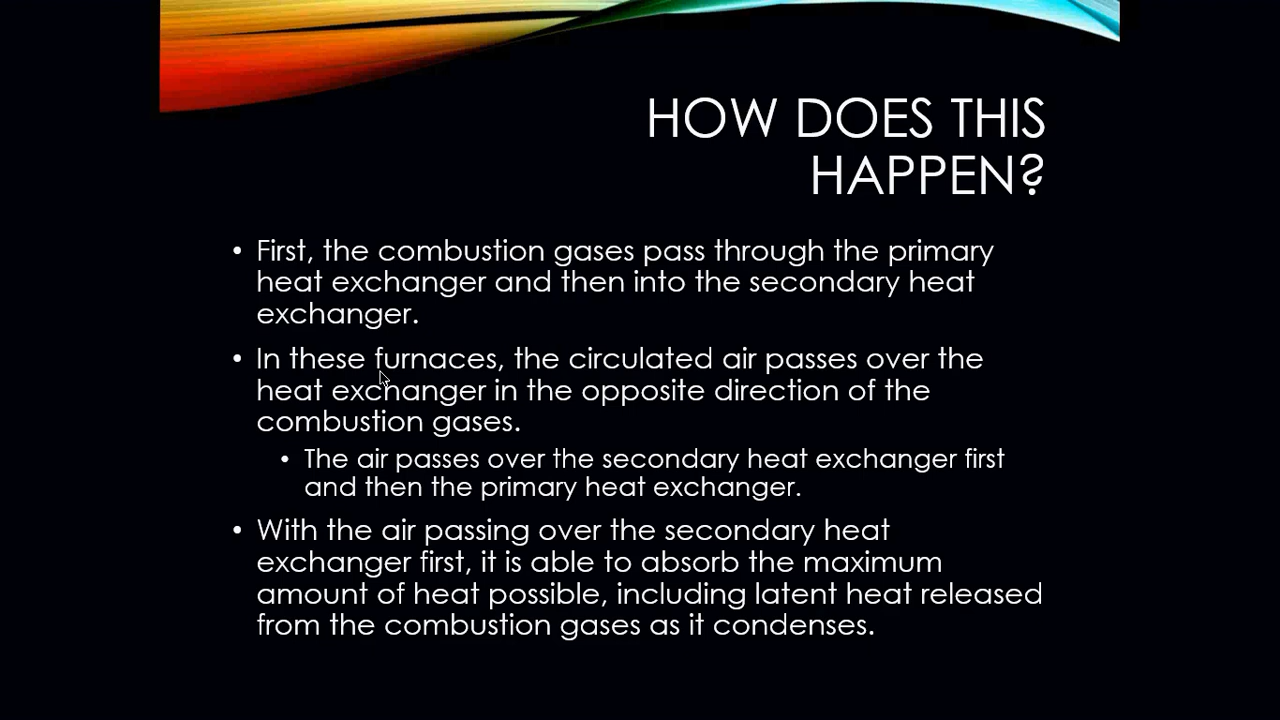 HOW DOES THIS
HAPPEN?
• First, the combustion gases pass through the primary
heat exchanger and then into the secondary heat
exchanger.
• In these furnaces, the circulated air passes over the
heat exchanger in the opposite direction of the
combustion gases.
• The air passes over the secondary heat exchanger first
and then the primary heat exchanger.
• With the air passing over the secondary heat
exchanger first, it is able to absorb the maximum
amount of heat possible, including latent heat released
from the combustion gases as it condenses.